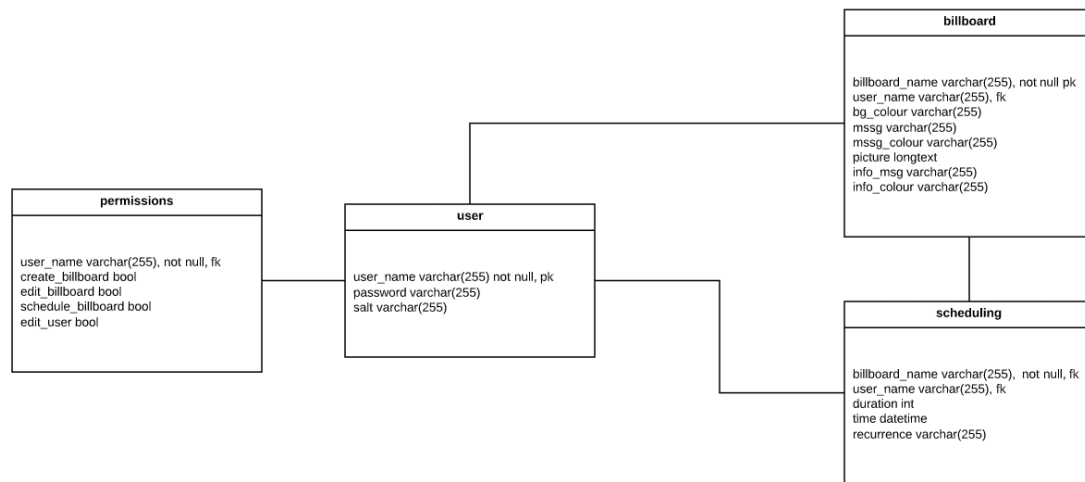 billboard
billboard_name varchar(255), not null pk
user_name varchar(255), fk
bg_colour varchar(255)
mssg varchar(255)
mssg_colour varchar(255)
picture longtext
info_msg varchar(255)
info_colour varchar(255)
permissions
user_name varchar(255), not null, fk
create_billboard bool
edit_billboard bool
schedule_billboard bool
edit_user bool
user
user_name varchar(255) not null, pk
password varchar(255)
salt varchar(255)
scheduling
billboard_name varchar(255),  not null, fk
user_name varchar(255), fk
duration int
time datetime
recurrence varchar(255)